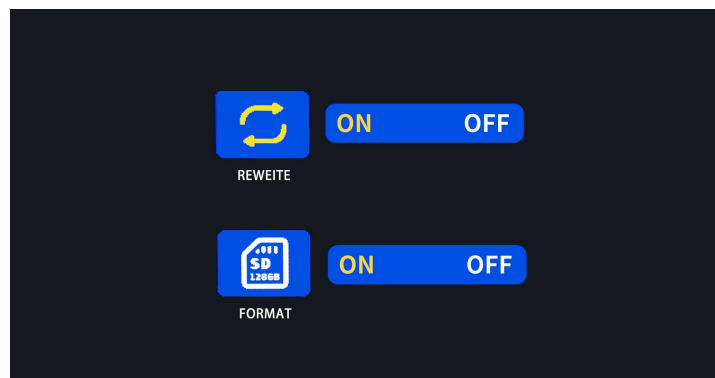 ON OFF
REWEITE
SD
128GB
ON OFF
FORMAT